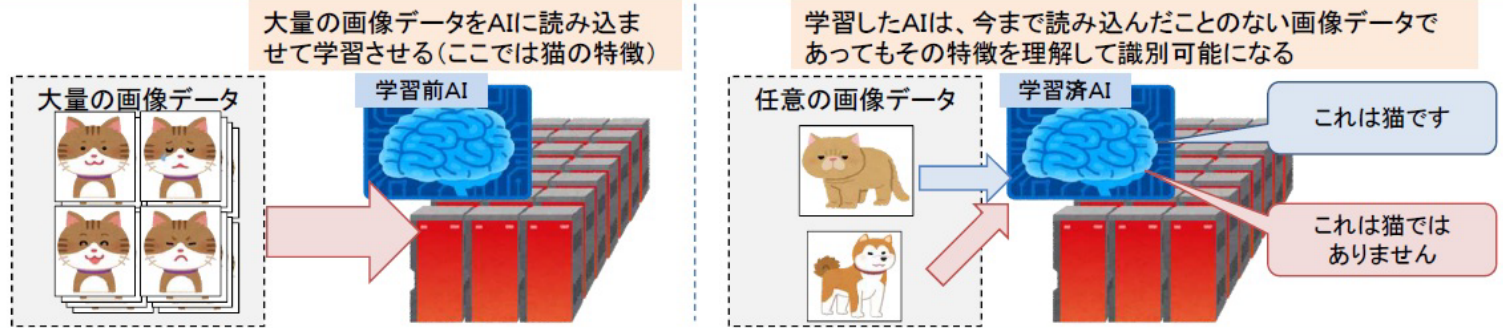 大量の画像データをAIに読み込ま
せて学習させる(ここでは猫の特徴)
大量の画像データ
学習前AI
学習したAIは、今まで読み込んだことのない画像データで
あってもその特徴を理解して識別可能になる
任意の画像データ
学習済AI
これは猫です
これは猫では
ありません